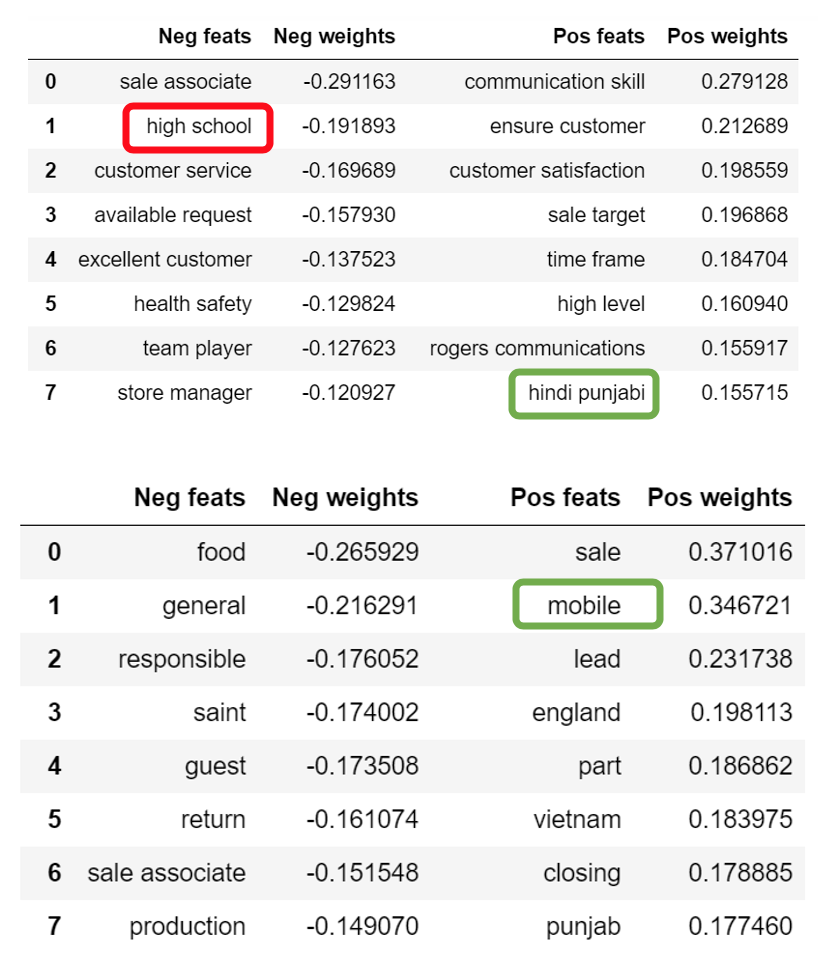 Neg feats Neg weights Pos feats Pos weights
0 sale associate -0.291163 communication skill 0.279128
1 high school -0.191893 ensure customer 0.212689
2 customer service -0.169689 customer satisfaction 0.198559
3 available request -0.157930 sale target 0.196868
4 excellent customer -0.137523 time frame 0.184704
5 health safety -0.129824 high level 0.160940
6 team player -0.127623 rogers communications 0.155917
7 store manager -0.120927 hindi punjabi 0.155715
Neg feats Neg weights Pos feats Pos weights
0 food -0.265929 sale 0.371016
1 general -0.216291 mobile 0.346721
2 responsible -0.176052 lead 0.231738
3 saint -0.174002 england 0.198113
4 guest -0.173508 part 0.186862
5 return -0.161074 vietnam 0.183975
6 sale associate -0.151548 closing 0.178885
7 production -0.149070 punjab 0.177460